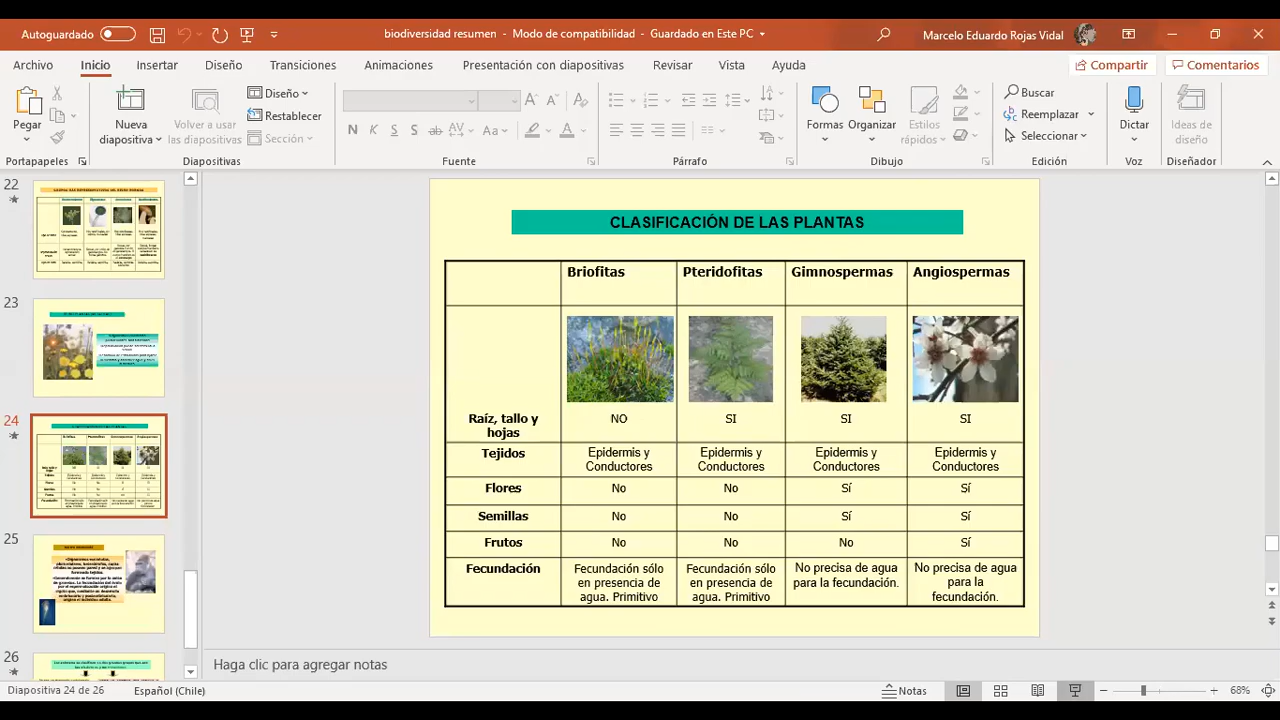 Autoguardado
biodiversidad resumen - Modo de compatibilidad - Guardado en Este PC
Marcelo Eduardo Rojas Vidal
Archivo Inicio Insertar Diseño Transiciones Animaciones Presentación con diapositivas Revisar Vista Ayuda Compartir Comentarios
Pegar
Nueva diapositiva
Volver a usar las diapositivas
Diseño
Restablecer
Sección
N K S S ab AV Aa A
Formas
Organizar
Estilos rápidos
Buscar
Reemplazar
Seleccionar
Dictar
Ideas de diseño
Portapapeles Diapositivas Fuente Párrafo Dibujo Edición Voz Diseñador
22
23
24
25
26
CLASIFICACIÓN DE LAS PLANTAS
Briofitas Pteridofitas Gimnospermas Angiospermas
Raíz, tallo y hojas NO SI SI SI
Tejidos Epidermis y Conductores Epidermis y Conductores Epidermis y Conductores Epidermis y Conductores
Flores No No Sí Sí
Semillas No No Sí Sí
Frutos No No No Sí
Fecundación Fecundación sólo en presencia de agua. Primitivo Fecundación sólo en presencia de agua. Primitivo No precisa de agua para la fecundación. No precisa de agua para la fecundación.
Haga clic para agregar notas
Diapositiva 24 de 26 Español (Chile) Notas 68%